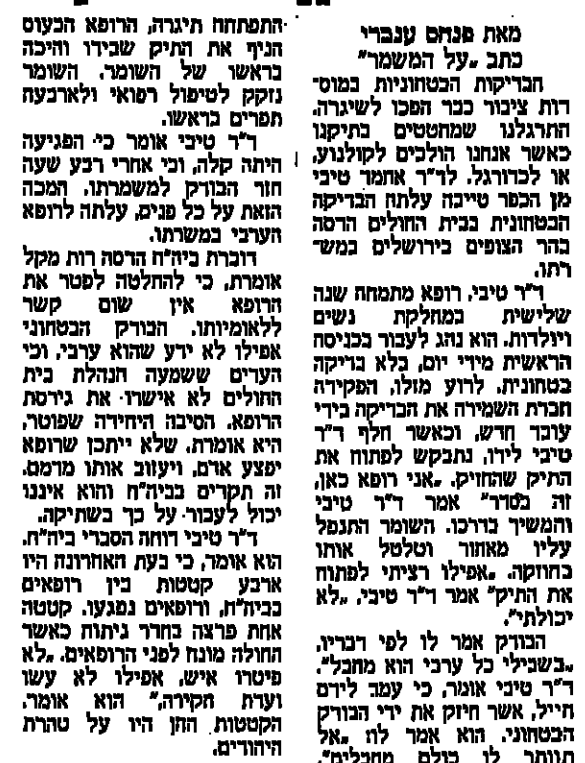 מאת פנחס ענברי
כתב „על המשמר"
הבדיקות הבטחוניות במוס־
דות ציבור כבר הפכו לשיגרה.
התרגלנו שמחטטים בתיקנו
כאשר אנחנו הולכים לקולנוע,
או לכדורגל. לד"ר אחמד טיבי
מן הכפר טייבה עלתה הבדיקה
הבטחונית בבית החולים הדסה
בהר הצופים בירושלים במש־
רתו.
ד"ר טיבי, רופא מתמחה שנה
שלישית במחלקת נשים
ויולדות. הוא נהג לעבור בכניסה
הראשית מידי יום, בלא בדיקה
בטחונית. לרוע מזלו, הפקידה
חברת השמירה את הבדיקה בידי
עובד חדש, וכאשר חלף ד"ר
טיבי לידו, נתבקש לפתוח את
התיק שהחזיק. „אני רופא כאן,
זה בסדר" אמר ד"ר טיבי
והמשיך בדרכו. השומר התנפל
עליו מאחור וטלטל אותו
בחוזקה. „אפילו רציתי לפתוח
את התיק" אמר ד"ר טיבי, „לא
יכולתי".
הבודק אמר לו לפי דבריו,
„בשבילי כל ערבי הוא מחבל".
ד"ר טיבי אומר, כי עמד לידם
חייל, אשר חיזק את ידי הבודק
הבטחוני. הוא אמר לו: „אל
תוותר לו כולם מחבלים".
התפתחה תיגרה, הרופא הכעוס
הניף את התיק שבידו והיכה
בראשו של השומר. השומר
נזקק לטיפול רפואי ולארבעה
תפרים בראשו.
ד"ר טיבי אומר כי הפגיעה
היתה קלה, וכי אחרי רבע שעה
חזר הבודק למשמרתו. המכה
הזאת על כל פנים, עלתה לרופא
הערבי במשרתו.
דוברת ביה"ח הדסה רות מקל
אומרת, כי להחלטה לפטר את
הרופא אין שום קשר
ללאומיותו. הבודק הבטחוני
אפילו לא ידע שהוא ערבי, וכי
העדים ששמעה הנהלת בית
החולים לא אישרו את גירסת
הרופא. הסיבה היחידה שפוטר,
היא אומרת, שלא ייתכן שרופא
יפצע אדם, ויעזוב אותו מדמם.
זה תקדים בביה"ח והוא איננו
יכול לעבור על כך בשתיקה.
ד"ר טיבי דוחה הסברי ביה"ח.
הוא אומר, כי בעת האחרונה היו
ארבע קטטות בין רופאים
בביה"ח, ורופאים נפגעו. קטטה
אחת פרצה בחדר ניתוח כאשר
החולה מונח לפני הרופאים. „לא
פיטרו איש, אפילו לא עשו
ועדת חקירה," הוא אומר.
הקטטות התן היו על טהרת
היהודים.